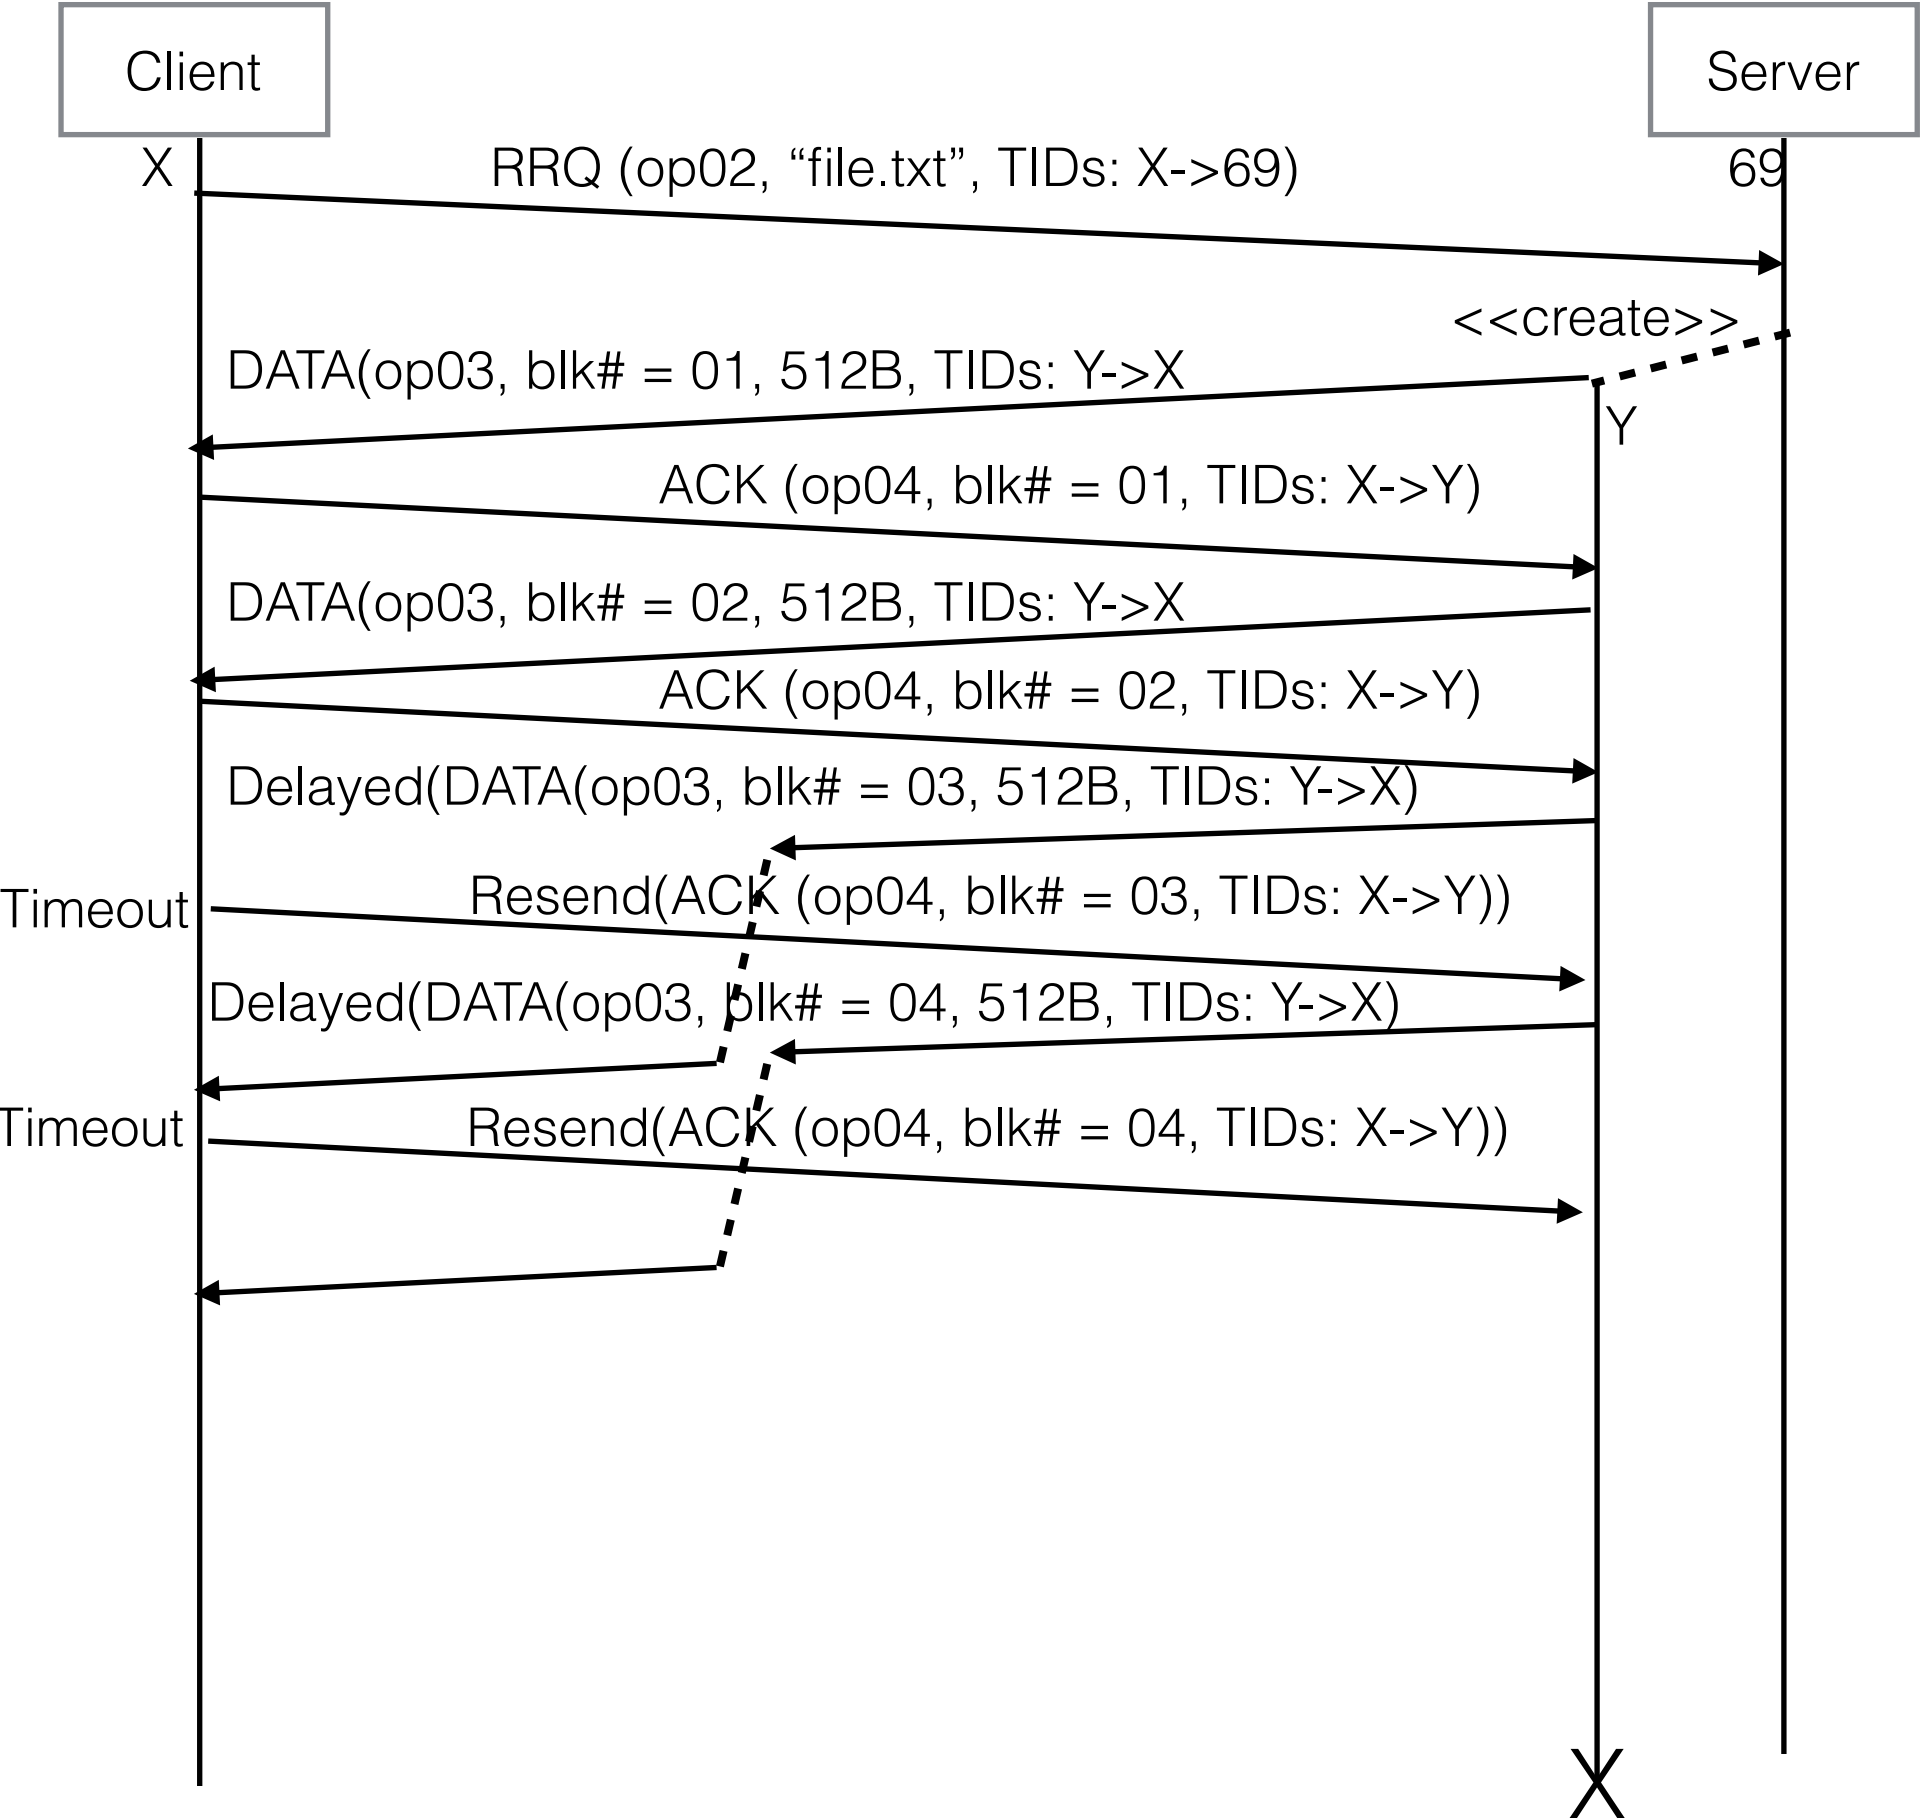 Client
Server
X
RRQ (op02, “file.txt”, TIDs: X->69)
69
<<create>>
DATA(op03, blk# = 01, 512B, TIDs: Y->X
Y
ACK (op04, blk# = 01, TIDs: X->Y)
DATA(op03, blk# = 02, 512B, TIDs: Y->X
ACK (op04, blk# = 02, TIDs: X->Y)
Delayed(DATA(op03, blk# = 03, 512B, TIDs: Y->X)
Timeout
Resend(ACK (op04, blk# = 03, TIDs: X->Y))
Delayed(DATA(op03, blk# = 04, 512B, TIDs: Y->X)
Timeout
Resend(ACK (op04, blk# = 04, TIDs: X->Y))
X